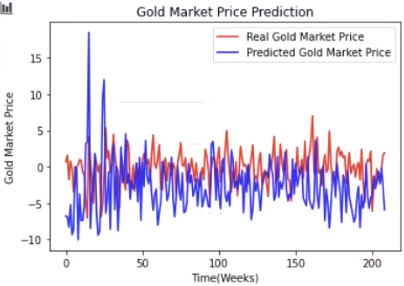 Gold Market Price Prediction
Real Gold Market Price
Predicted Gold Market Price
Gold Market Price
15
10
5
0
−5
−10
0
50
100
150
200
Time(Weeks)